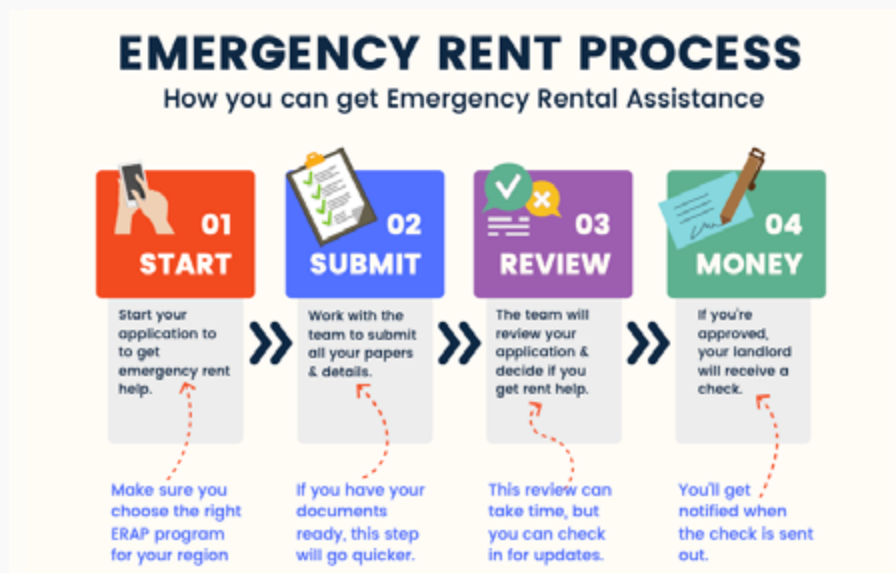 EMERGENCY RENT PROCESS
How you can get Emergency Rental Assistance
01
START
Start your
application to
to get
emergency rent
help.
Make sure you
choose the right
ERAP program
for your region
02
SUBMIT
Work with the
team to submit
all your papers
& details.
If you have your
documents
ready, this step
will go quicker.
03
REVIEW
The team will
review your
application &
decide if you
get rent help.
This review can
take time, but
you can check
in for updates.
04
MONEY
If you're
approved,
your landlord
will receive a
check.
You'll get
notified when
the check is sent
out.